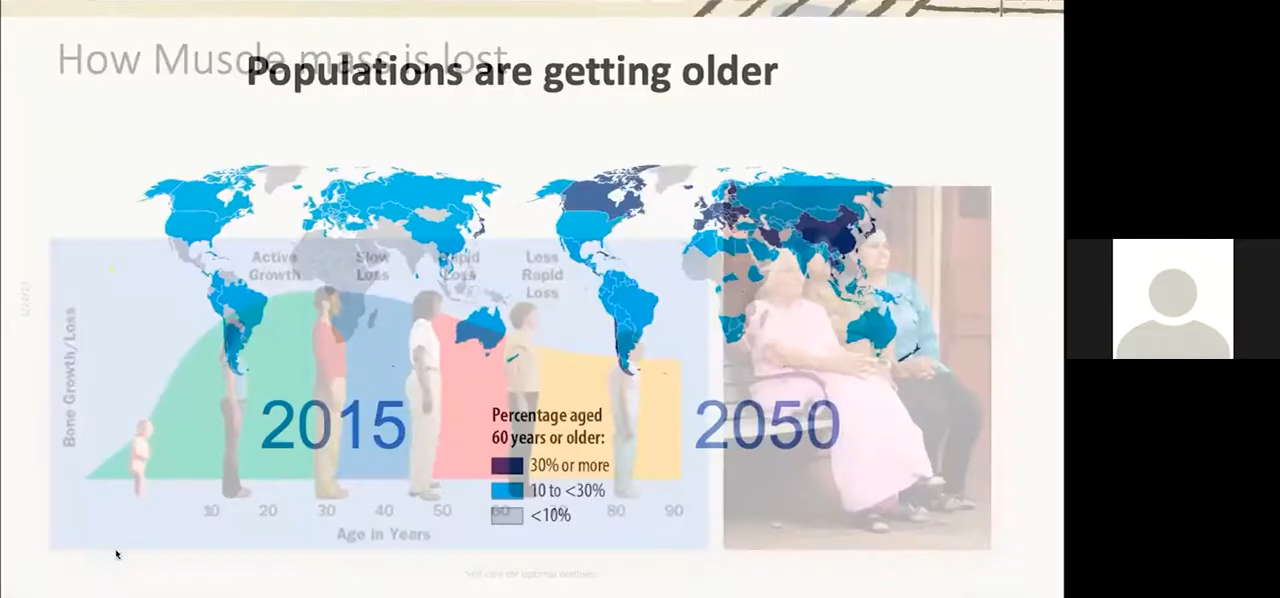 How Muscle mass is lost
Populations are getting older
Active
Growth
Slow
Loss
Rapid
Loss
Less
Rapid
Loss
Bone Growth/Loss
2015
Percentage aged
60 years or older:
30% or more
10 to <30%
<10%
2050
10 20 30 40 50 60 80 90
Age in Years